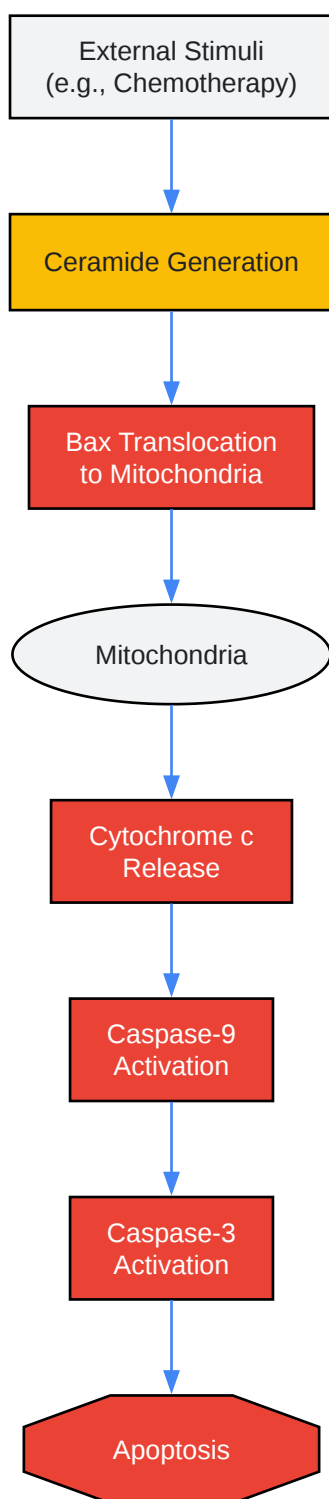 External Stimuli
(e.g., Chemotherapy)
Ceramide Generation
Bax Translocation
to Mitochondria
Mitochondria
Cytochrome c
Release
Caspase-9
Activation
Caspase-3
Activation
Apoptosis